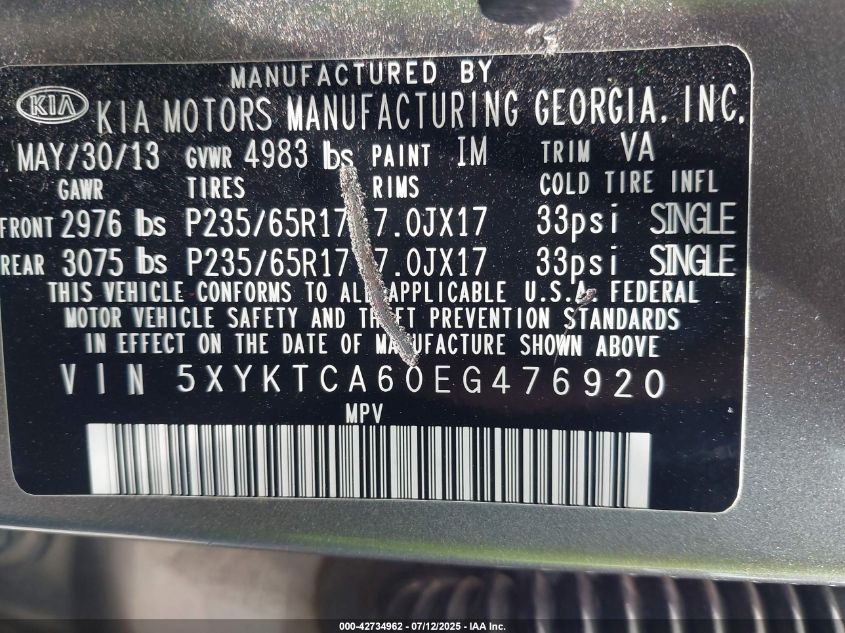 MANUFACTURED BY
KIA KIA MOTORS MANUFACTURING GEORGIA, INC.
MAY/30/13 GVWR 4983 lbs PAINT IM TRIM VA
GAWR TIRES RIMS COLD TIRE INFL
FRONT 2976 lbs P235/65R17 7.0JX17 33psi SINGLE
REAR 3075 lbs P235/65R17 7.0JX17 33psi SINGLE
THIS VEHICLE CONFORMS TO ALL APPLICABLE U.S.A. FEDERAL
MOTOR VEHICLE SAFETY AND THEFT PREVENTION STANDARDS
IN EFFECT ON THE DATE OF MANUFACTURE SHOWN ABOVE
VIN 5XYKTCA60EG476920
MPV
000-42734962 - 07/12/2025 - IAA Inc.